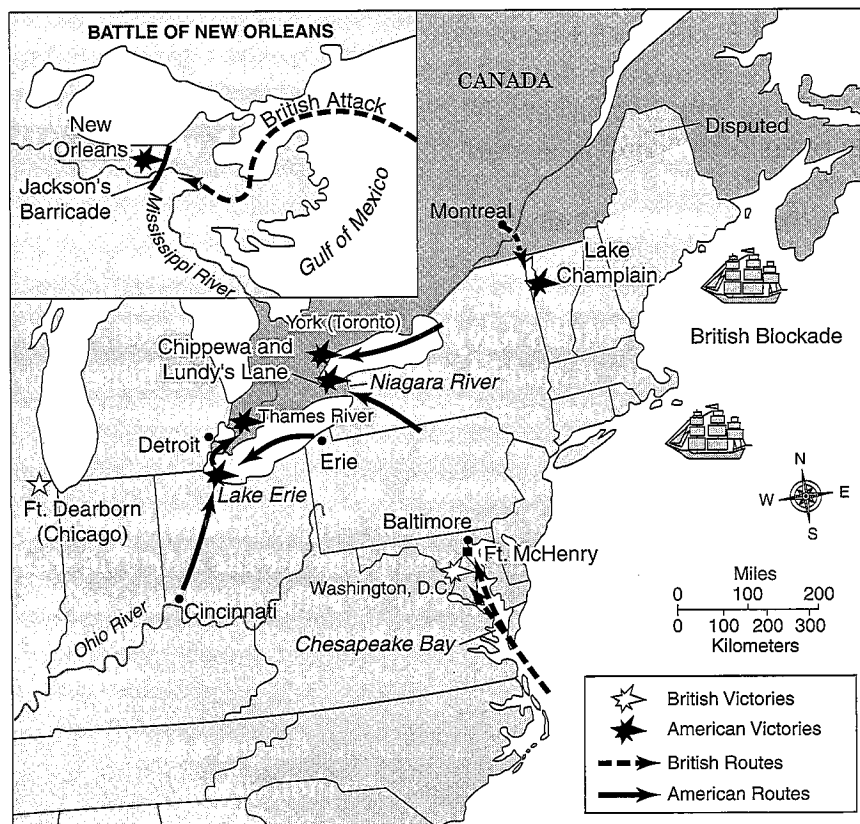 BATTLE OF NEW ORLEANS
British Attack
New
Orleans
Jackson's
Barricade
Mississippi River
Gulf of Mexico
CANADA
Disputed
Montreal
Lake
Champlain
British Blockade
York (Toronto)
Chippewa and
Lundy's Lane
Niagara River
Thames River
Detroit
Erie
Lake Erie
Ft. Dearborn
(Chicago)
Baltimore
Ft. McHenry
Washington, D.C.
Cincinnati
Ohio River
Chesapeake Bay
N
W E
S
Miles
0 100 200
0 100 200 300
Kilometers
British Victories
American Victories
British Routes
American Routes